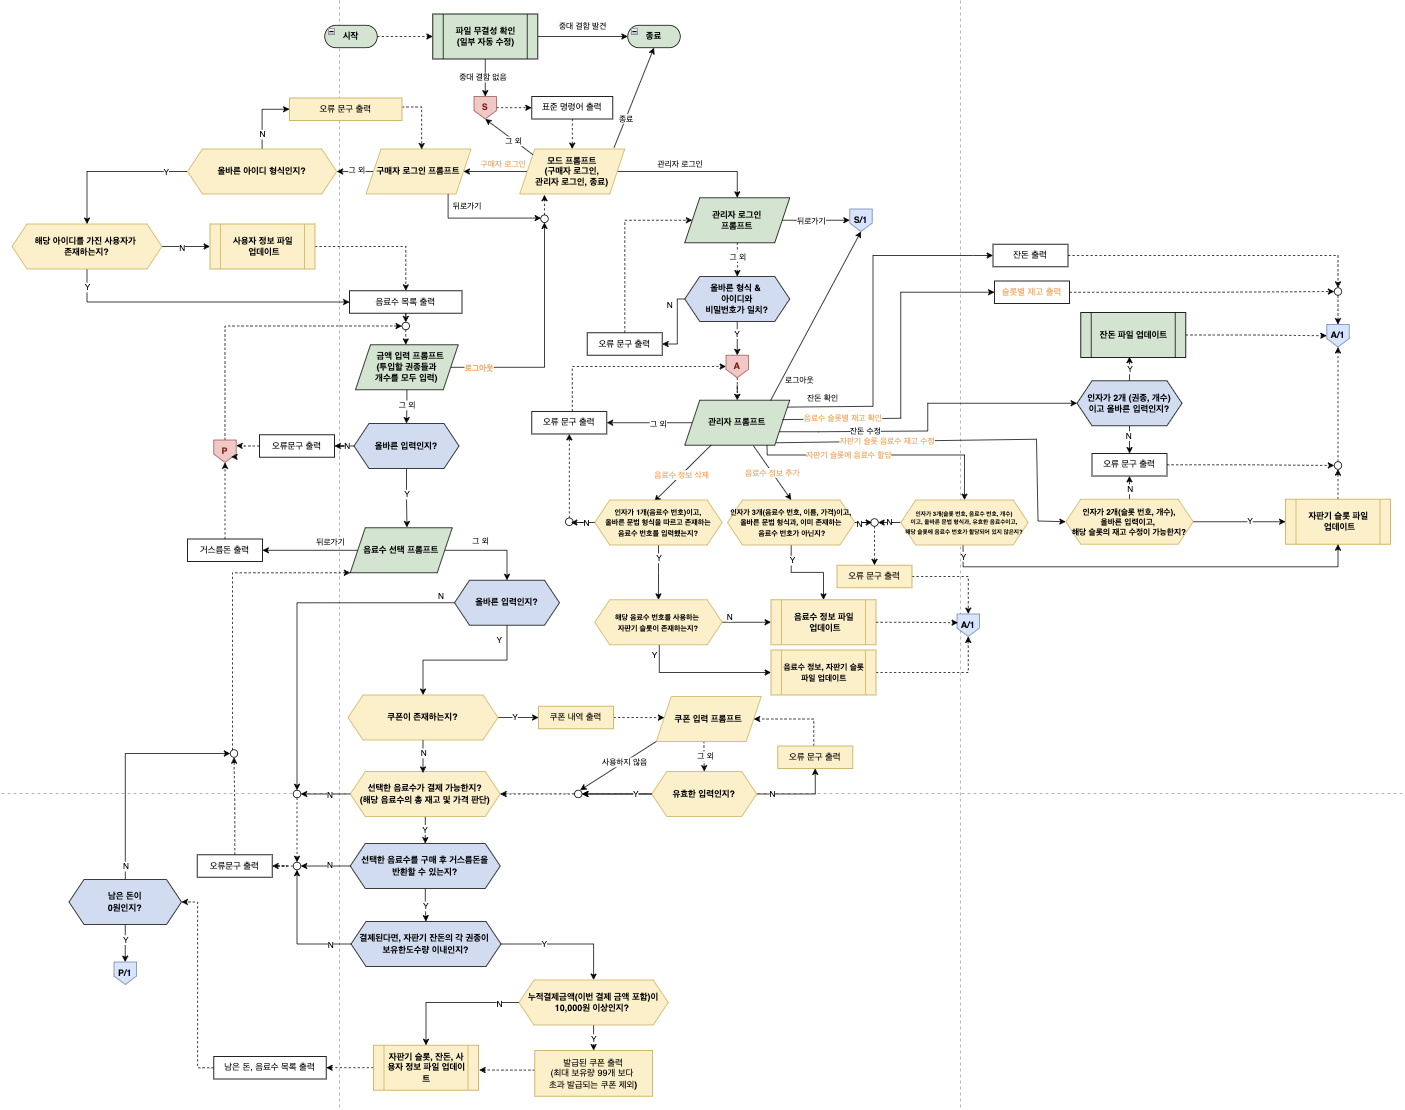 시작
파일 무결성 확인
(일부 자동 수정)
중대 결함 발견
종료
중대 결함 없음
S
표준 명령어 출력
종료
그 외
오류 문구 출력
N
올바른 아이디 형식인지?
Y
그 외
구매자 로그인 프롬프트
구매자 로그인
모드 프롬프트
(구매자 로그인,
관리자 로그인, 종료)
관리자 로그인
뒤로가기
관리자 로그인
프롬프트
뒤로가기
S/1
해당 아이디를 가진 사용자가
존재하는지?
N
사용자 정보 파일
업데이트
Y
음료수 목록 출력
그 외
올바른 형식 &
아이디와
비밀번호가 일치?
N
오류 문구 출력
Y
A
잔돈 출력
슬롯별 재고 출력
잔돈 파일 업데이트
A/1
Y
인자가 2개 (권종, 개수)
이고 올바른 입력인지?
N
오류 문구 출력
N
금액 입력 프롬프트
(투입할 권종들과
개수를 모두 입력)
로그아웃
그 외
올바른 입력인지?
N
오류문구 출력
P
Y
오류 문구 출력
그 외
관리자 프롬프트
로그아웃
잔돈 확인
음료수 슬롯별 재고 확인
잔돈 수정
자판기 슬롯 음료수 재고 수정
자판기 슬롯에 음료수 할당
음료수 정보 삭제
음료수 정보 추가
인자가 1개(음료수 번호)이고,
올바른 문법 형식을 따르고 존재하는
음료수 번호를 입력했는지?
N
Y
인자가 3개(음료수 번호, 이름, 가격)이고,
올바른 문법 형식과, 이미 존재하는
음료수 번호가 아닌지?
N
Y
N
인자가 3개(슬롯 번호, 음료수 번호, 개수)
이고, 올바른 문법 형식과, 유효한 음료수이고,
해당 슬롯에 음료수 번호가 할당되어 있지 않은지?
Y
인자가 2개(슬롯 번호, 개수),
올바른 입력이고,
해당 슬롯의 재고 수정이 가능한지?
Y
자판기 슬롯 파일
업데이트
오류 문구 출력
거스름돈 출력
뒤로가기
음료수 선택 프롬프트
그 외
올바른 입력인지?
N
Y
해당 음료수 번호를 사용하는
자판기 슬롯이 존재하는지?
N
Y
음료수 정보 파일
업데이트
A/1
음료수 정보, 자판기 슬롯
파일 업데이트
쿠폰이 존재하는지?
Y
쿠폰 내역 출력
쿠폰 입력 프롬프트
N
사용하지 않음
그 외
오류 문구 출력
선택한 음료수가 결제 가능한지?
(해당 음료수의 총 재고 및 가격 판단)
N
Y
유효한 입력인지?
N
Y
선택한 음료수를 구매 후 거스름돈을
반환할 수 있는지?
N
오류문구 출력
N
남은 돈이
0원인지?
Y
P/1
Y
결제된다면, 자판기 잔돈의 각 권종이
보유한도수량 이내인지?
N
Y
누적결제금액(이번 결제 금액 포함)이
10,000원 이상인지?
N
Y
남은 돈, 음료수 목록 출력
자판기 슬롯, 잔돈, 사
용자 정보 파일 업데이
트
발급된 쿠폰 출력
(최대 보유량 99개 보다
초과 발급되는 쿠폰 제외)